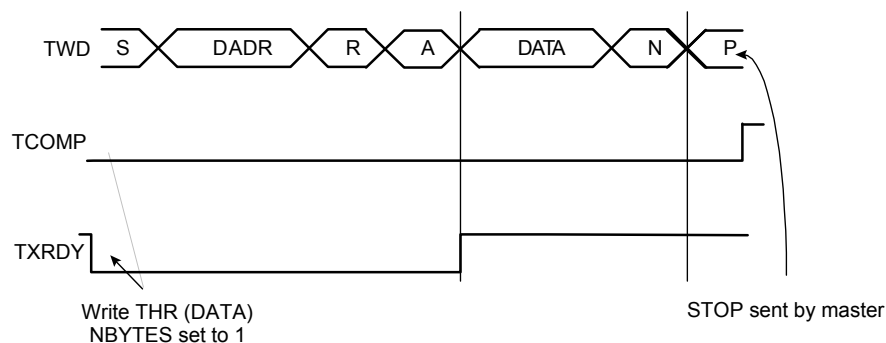 TWD S DADR R A DATA N P
TCOMP
TXRDY
Write THR (DATA)
NBYTES set to 1
STOP sent by master